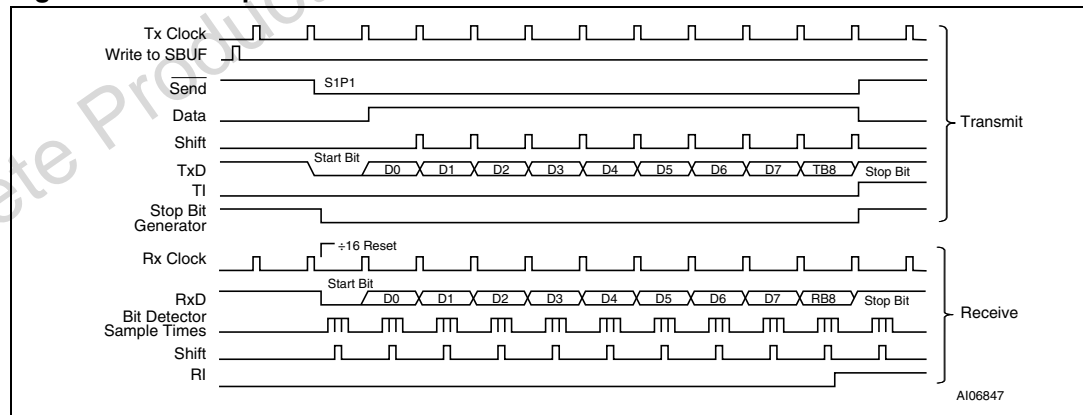 Tx Clock
Write to SBUF
Send
S1P1
Data
Shift
TxD
Start Bit
D0 D1 D2 D3 D4 D5 D6 D7 TB8 Stop Bit
TI
Stop Bit
Generator
Transmit
÷16 Reset
Rx Clock
RxD
Start Bit
D0 D1 D2 D3 D4 D5 D6 D7 RB8 Stop Bit
Bit Detector
Sample Times
Shift
RI
Receive
AI06847